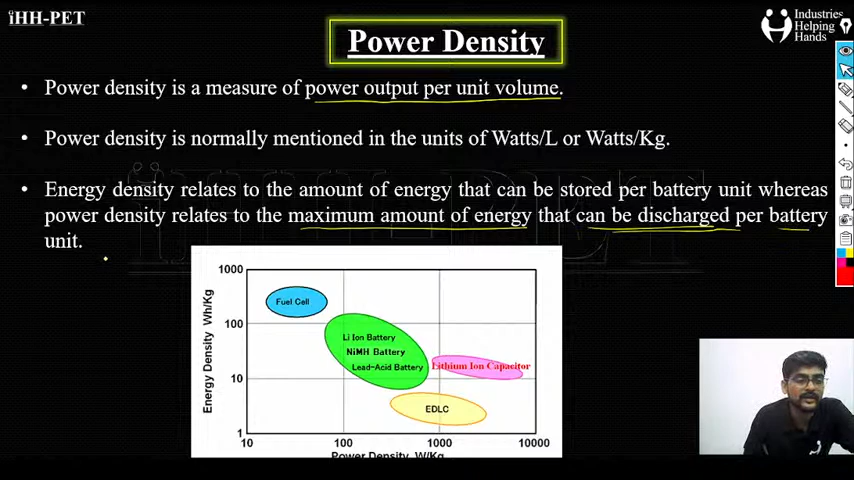 iHH-PET
Industries
Helping
Hands
Power Density
• Power density is a measure of power output per unit volume.
• Power density is normally mentioned in the units of Watts/L or Watts/Kg.
• Energy density relates to the amount of energy that can be stored per battery unit whereas
power density relates to the maximum amount of energy that can be discharged per battery
unit.
1000
Fuel Cell
100
Li Ion Battery
NiMH Battery
Lead-Acid Battery
Lithium Ion Capacitor
10
EDLC
1
Energy Density Wh/Kg
10 100 1000 10000
Power Density W/Kg